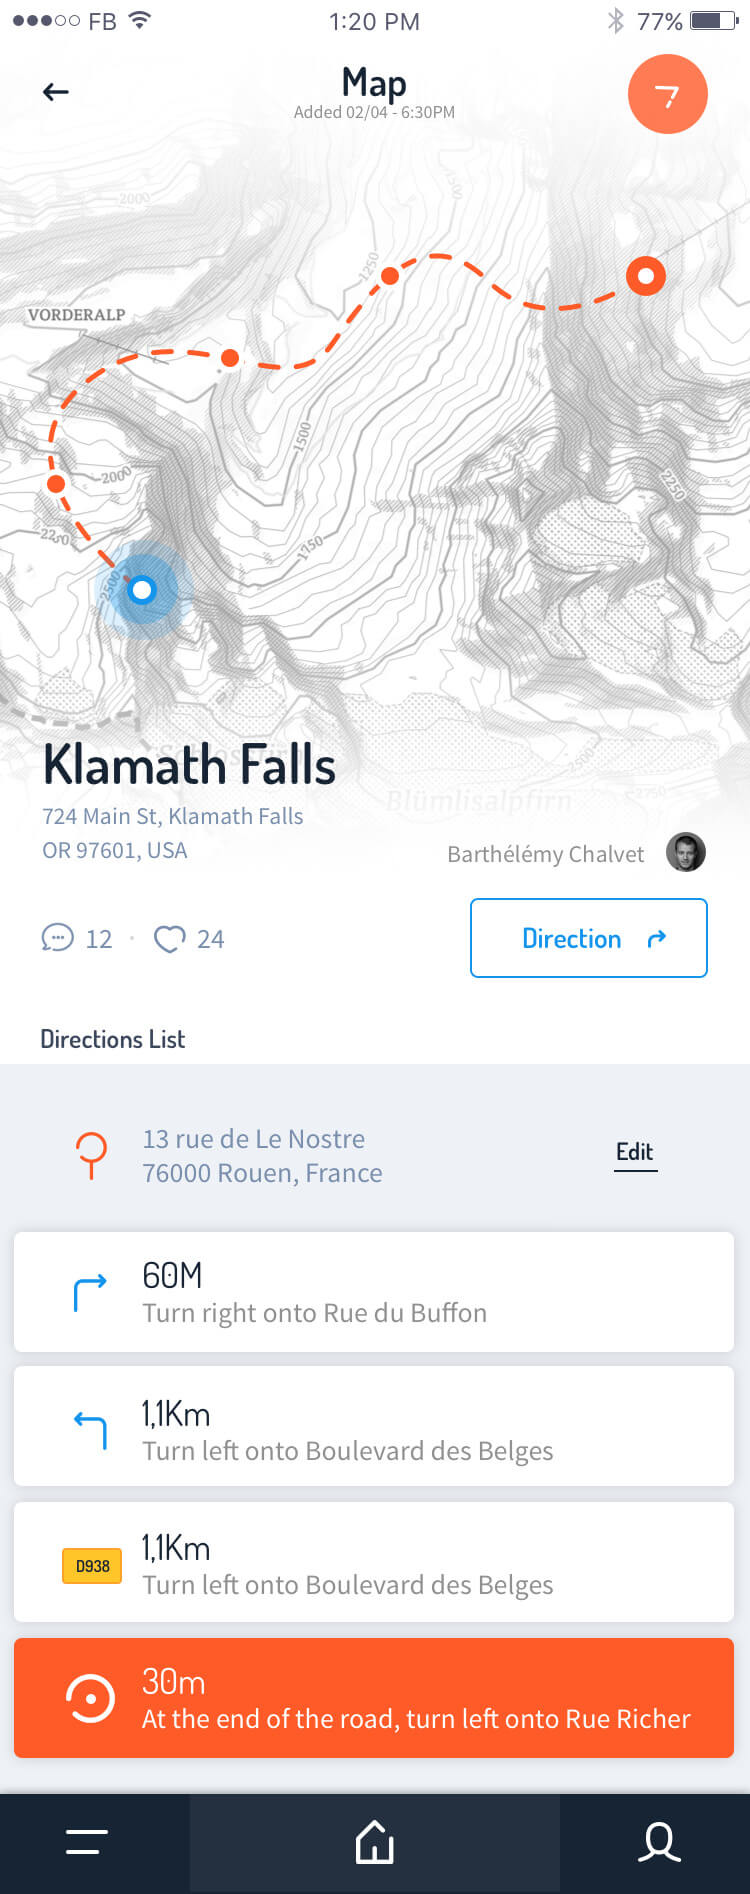 FB
1:20 PM
77%
Map
Added 02/04 - 6:30PM
2000
1500
1250
VORDERALP
1500
2000
2250
1750
2500
Klamath Falls
Blümlisalpfirn
2500
2750
724 Main St, Klamath Falls
OR 97601, USA
Barthélémy Chalvet
12 · 24
Direction
Directions List
13 rue de Le Nostre
76000 Rouen, France
Edit
60M
Turn right onto Rue du Buffon
1,1Km
Turn left onto Boulevard des Belges
D938
1,1Km
Turn left onto Boulevard des Belges
30m
At the end of the road, turn left onto Rue Richer